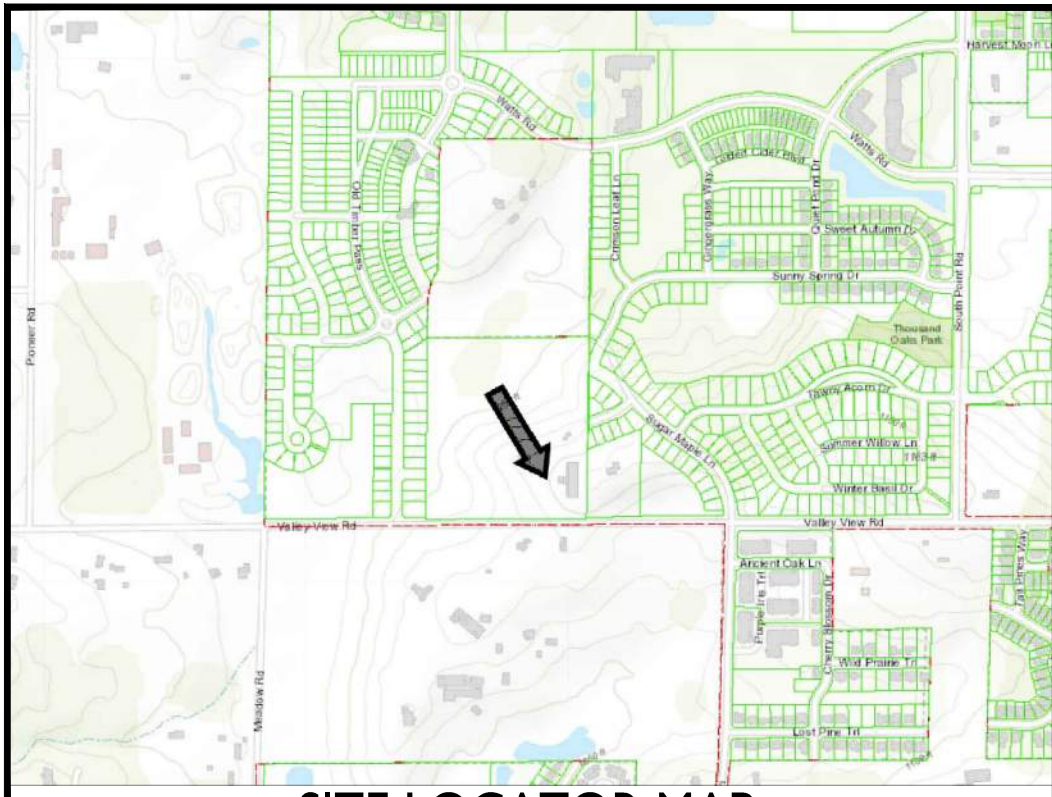 Harvest Moon Ln
Watts Rd
Watts Rd
Golden Cider Blvd
Old Timber Pass
Crimson Leaf Ln
Gingergrass Way
Quiet Pond Dr
Sweet Autumn
Sunny Spring Dr
South Point Rd
Pioneer Rd
Thousand
Oaks Park
Tawny Acorn Dr
Sugar Maple Ln
Summer Willow Ln
Winter Basil Dr
Valley View Rd
Valley View Rd
Ancient Oak Ln
Purple Iris Trl
Cherry Blossom Dr
Tall Pines Way
Wild Prairie Trl
Meadow Rd
Lost Pine Trl
SITE LOCATOR MAP